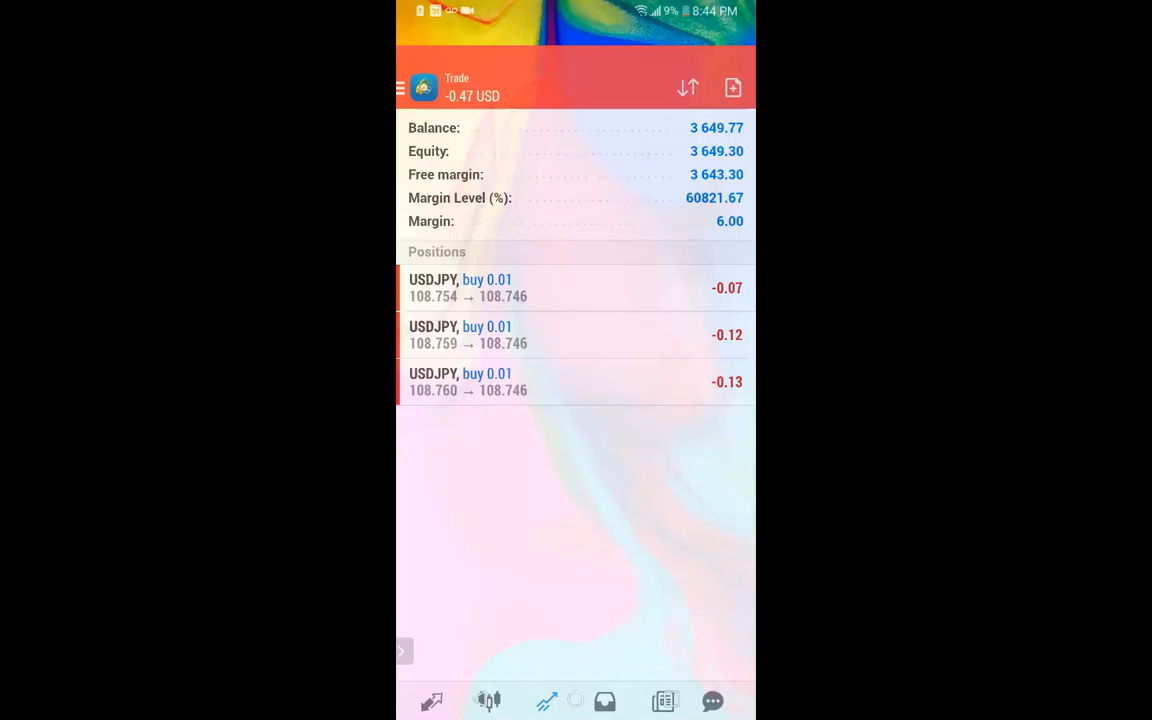 9% 8:44 PM
Trade
-0.47 USD
Balance: 3 649.77
Equity: 3 649.30
Free margin: 3 643.30
Margin Level (%): 60821.67
Margin: 6.00
Positions
USDJPY, buy 0.01
108.754 → 108.746 -0.07
USDJPY, buy 0.01
108.759 → 108.746 -0.12
USDJPY, buy 0.01
108.760 → 108.746 -0.13